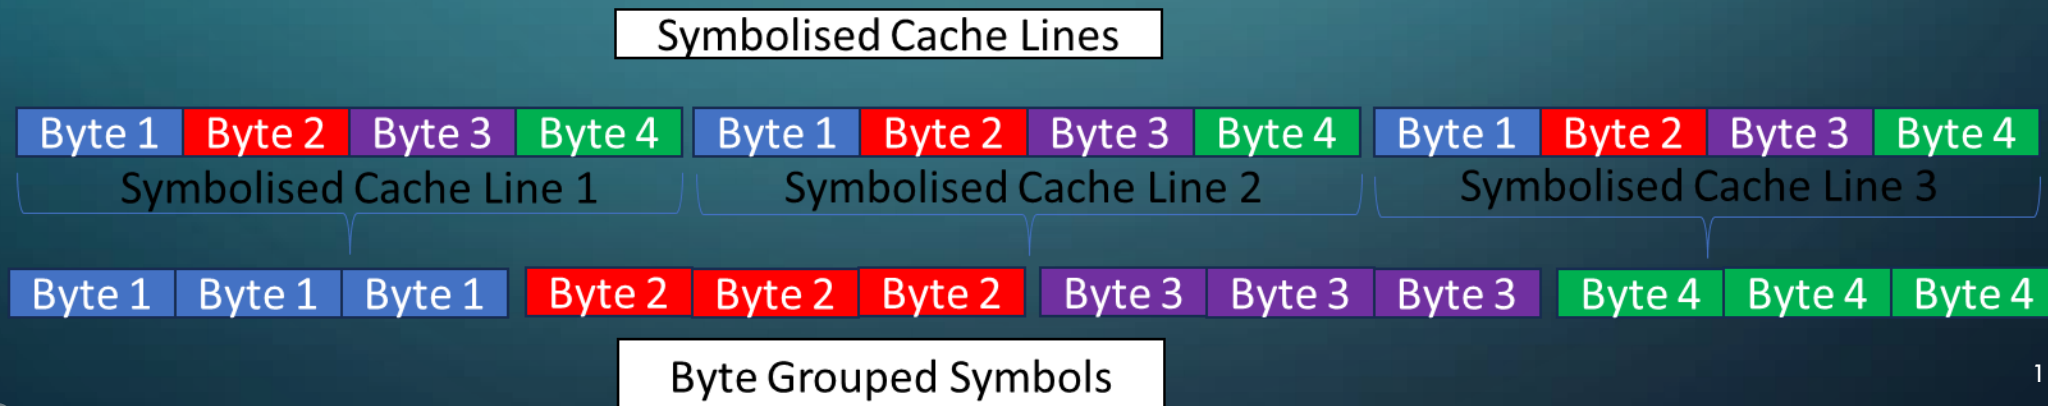 Symbolised Cache Lines
Byte 1 Byte 2 Byte 3 Byte 4 Byte 1 Byte 2 Byte 3 Byte 4 Byte 1 Byte 2 Byte 3 Byte 4
Symbolised Cache Line 1 Symbolised Cache Line 2 Symbolised Cache Line 3
Byte 1 Byte 1 Byte 1 Byte 2 Byte 2 Byte 2 Byte 3 Byte 3 Byte 3 Byte 4 Byte 4 Byte 4
Byte Grouped Symbols
1